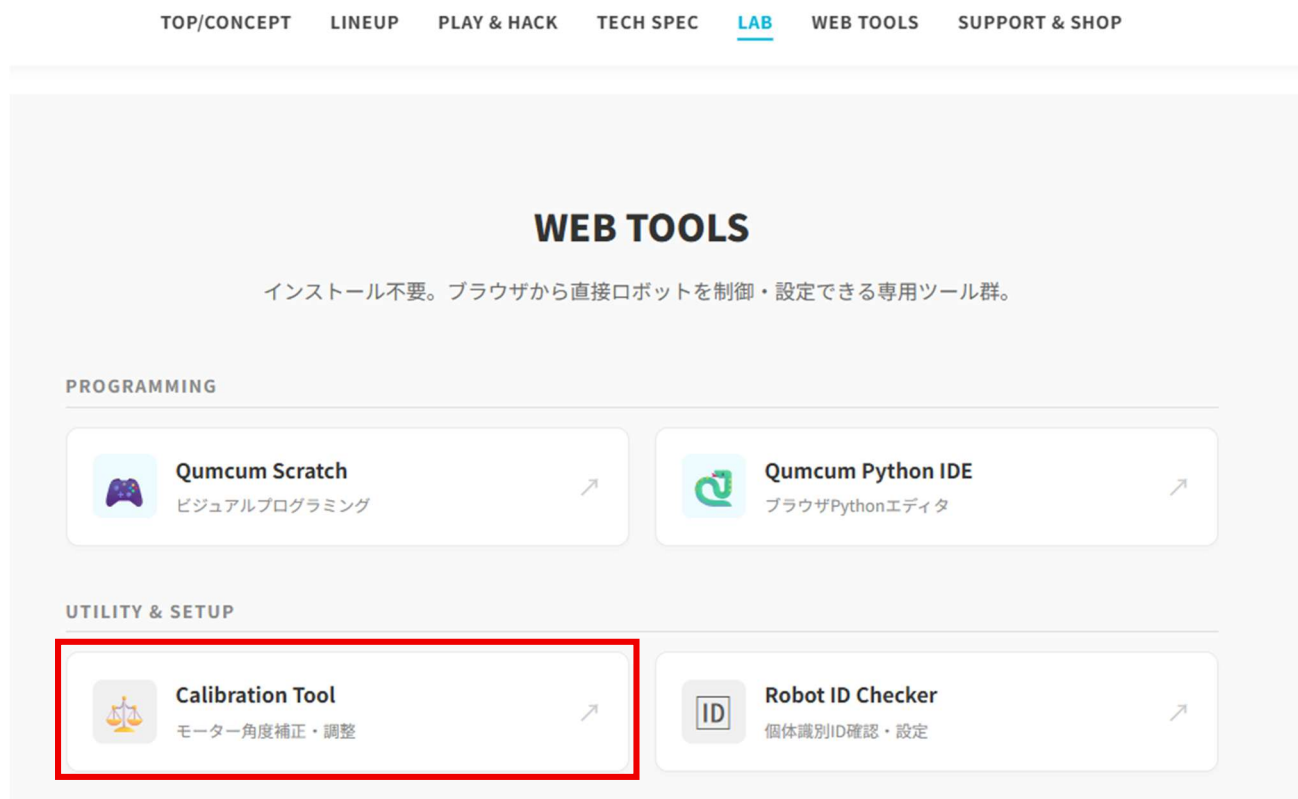 TOP/CONCEPT LINEUP PLAY & HACK TECH SPEC LAB WEB TOOLS SUPPORT & SHOP
WEB TOOLS
インストール不要。ブラウザから直接ロボットを制御・設定できる専用ツール群。
PROGRAMMING
Qumcum Scratch
ビジュアルプログラミング
Qumcum Python IDE
ブラウザPythonエディタ
UTILITY & SETUP
Calibration Tool
モーター角度補正・調整
ID
Robot ID Checker
個体識別ID確認・設定